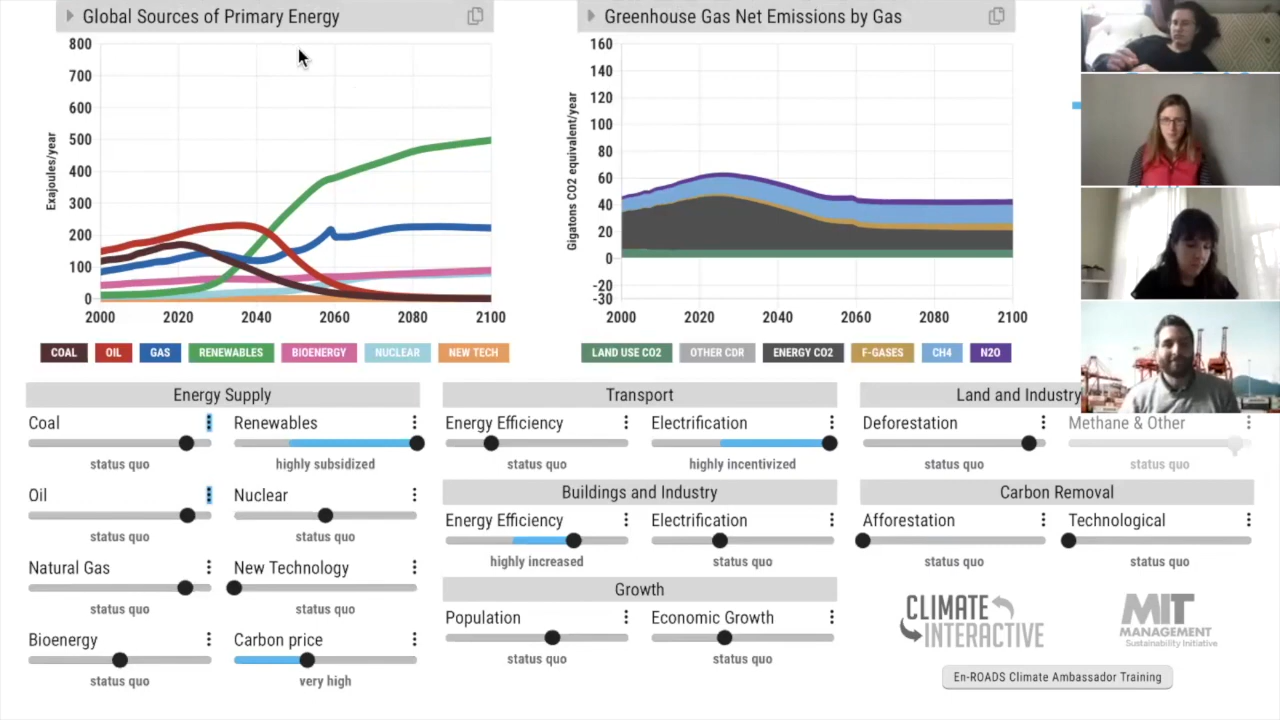 Global Sources of Primary Energy
Greenhouse Gas Net Emissions by Gas
Exajoules/year
800
700
600
500
400
300
200
100
0
2000 2020 2040 2060 2080 2100
COAL OIL GAS RENEWABLES BIOENERGY NUCLEAR NEW TECH
Gigatons CO2 equivalent/year
160
140
120
100
80
60
40
20
0
-20
-30
2000 2020 2040 2060 2080 2100
LAND USE CO2 OTHER CDR ENERGY CO2 F-GASES CH4 N2O
Energy Supply
Coal
status quo
Renewables
highly subsidized
Oil
status quo
Nuclear
status quo
Natural Gas
status quo
New Technology
status quo
Bioenergy
status quo
Carbon price
very high
Transport
Energy Efficiency
status quo
Electrification
highly incentivized
Buildings and Industry
Energy Efficiency
highly increased
Electrification
status quo
Growth
Population
status quo
Economic Growth
status quo
Land and Industry
Deforestation
status quo
Methane & Other
status quo
Carbon Removal
Afforestation
status quo
Technological
status quo
CLIMATE
INTERACTIVE
MIT
MANAGEMENT
Sustainability Initiative
En-ROADS Climate Ambassador Training